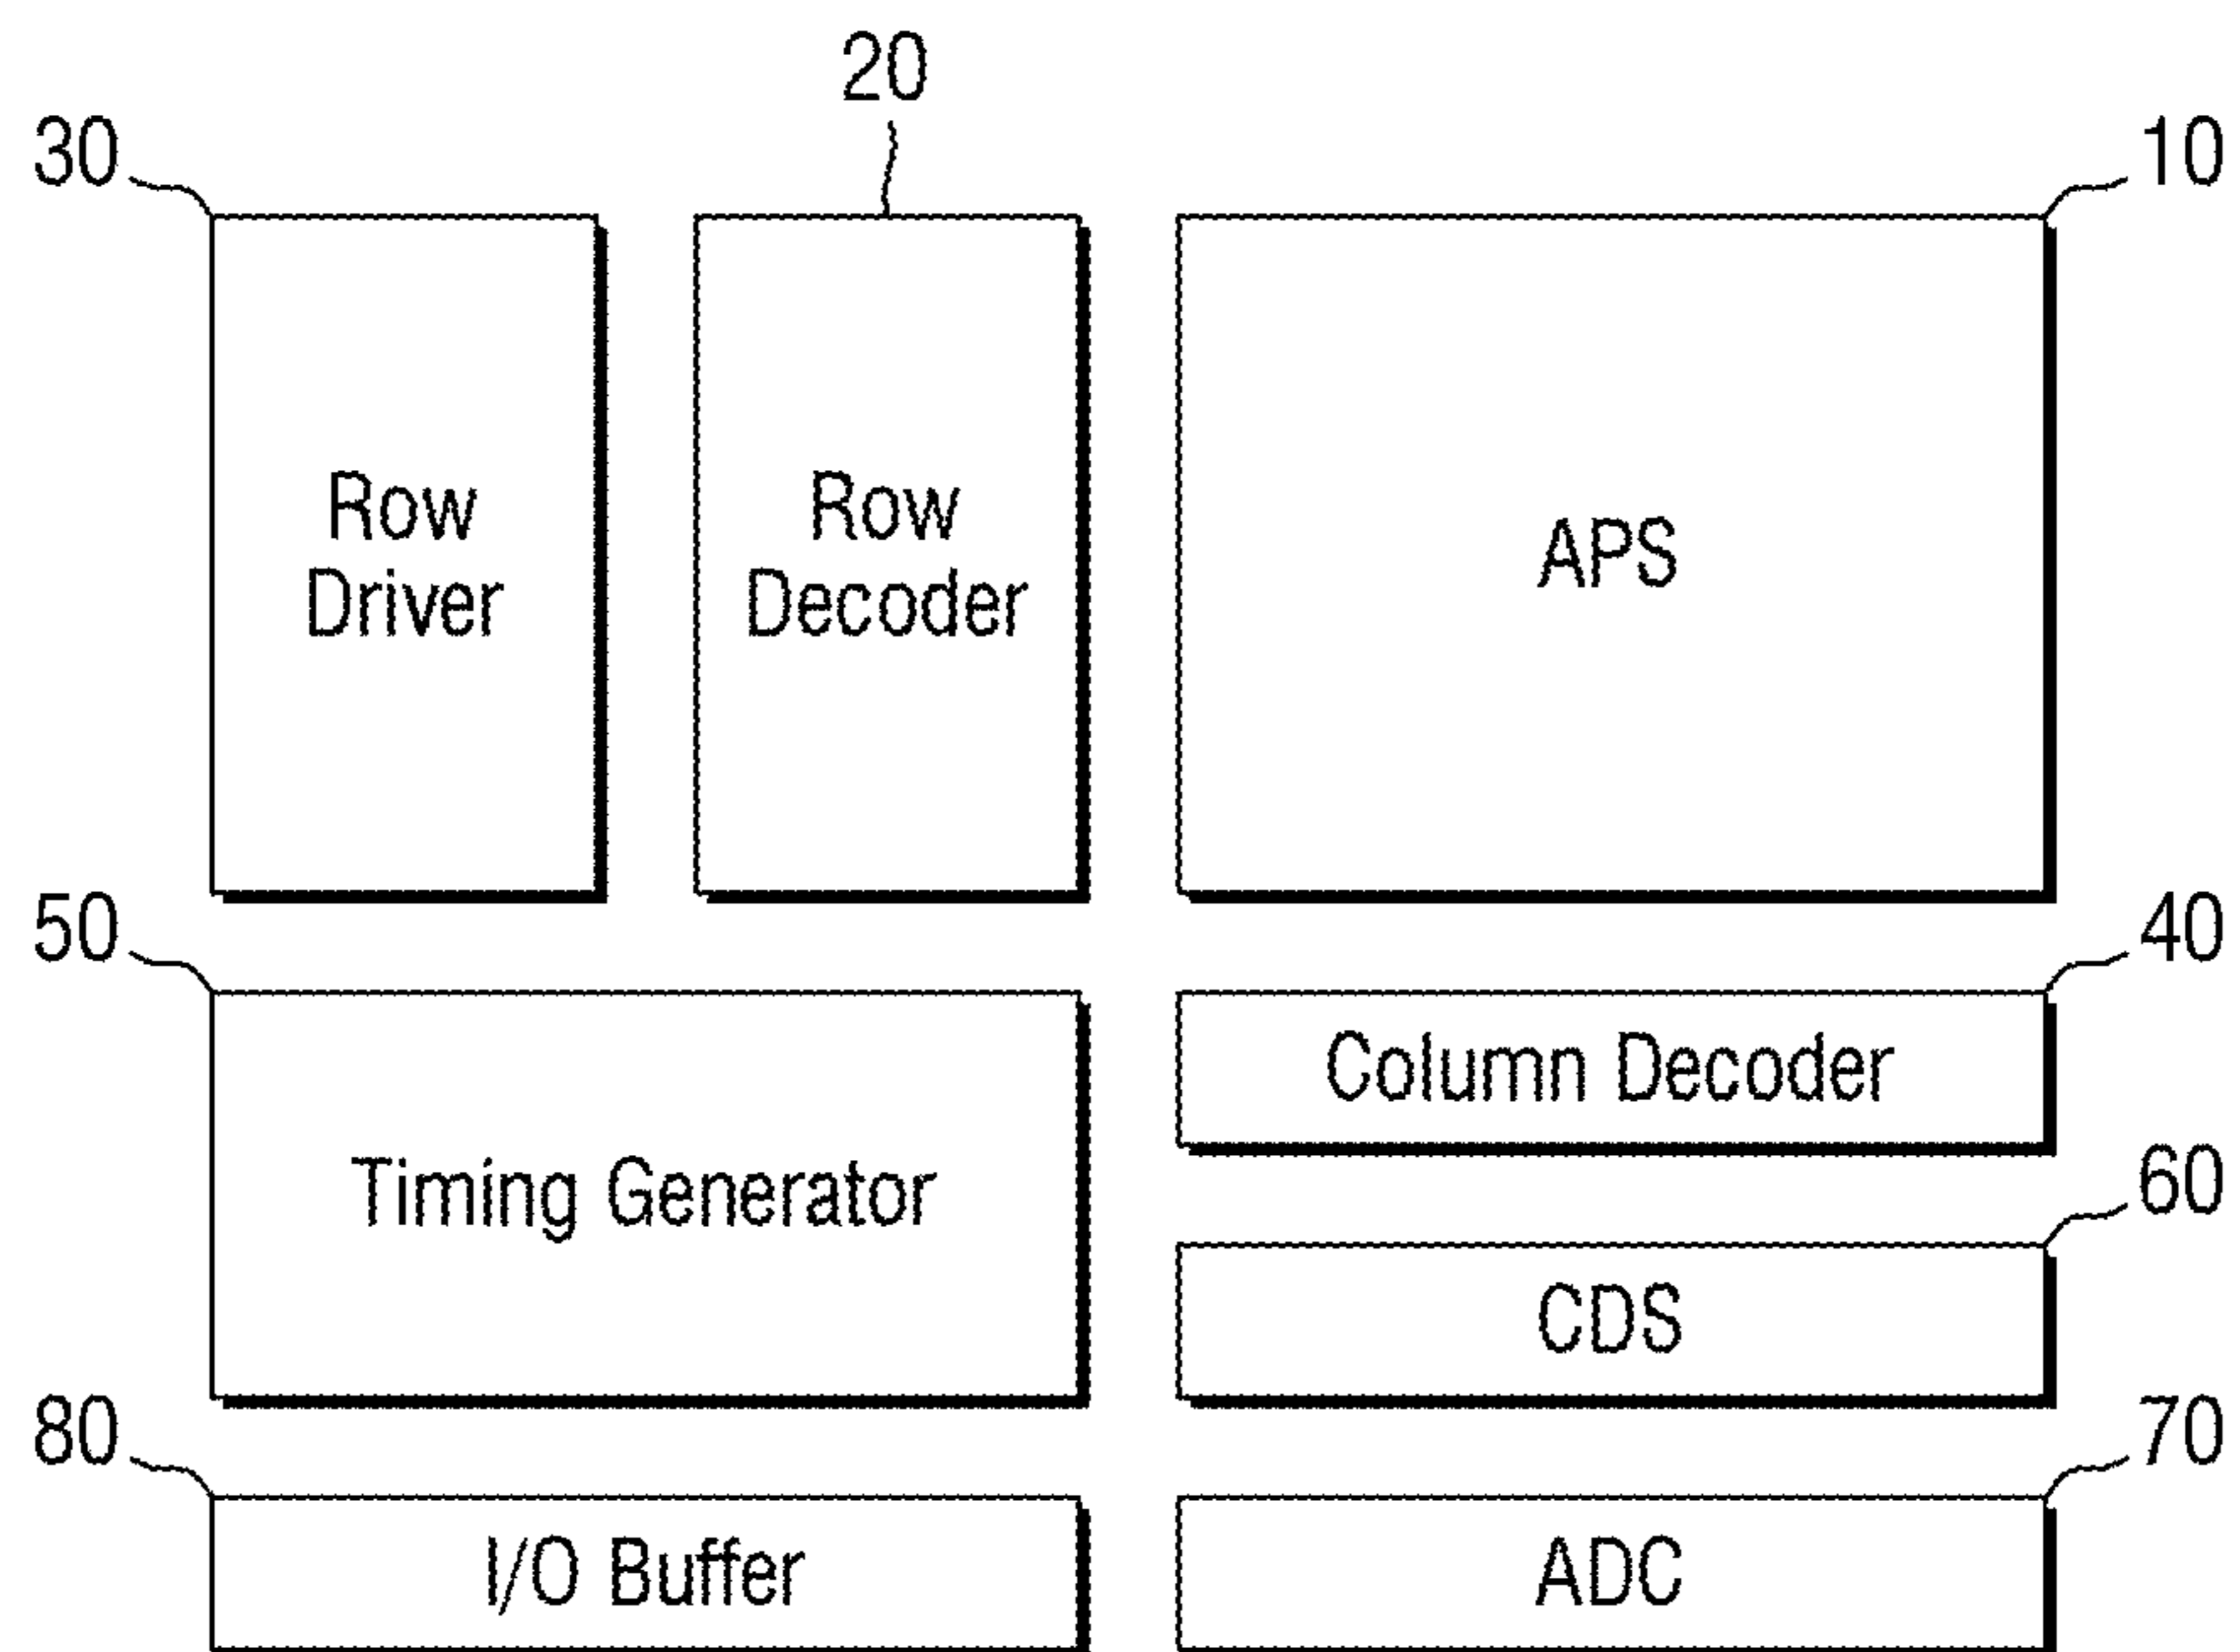 20
30
10
Row
Driver
Row
Decoder
APS
50
40
Column Decoder
Timing Generator
60
CDS
80
70
I/O Buffer
ADC